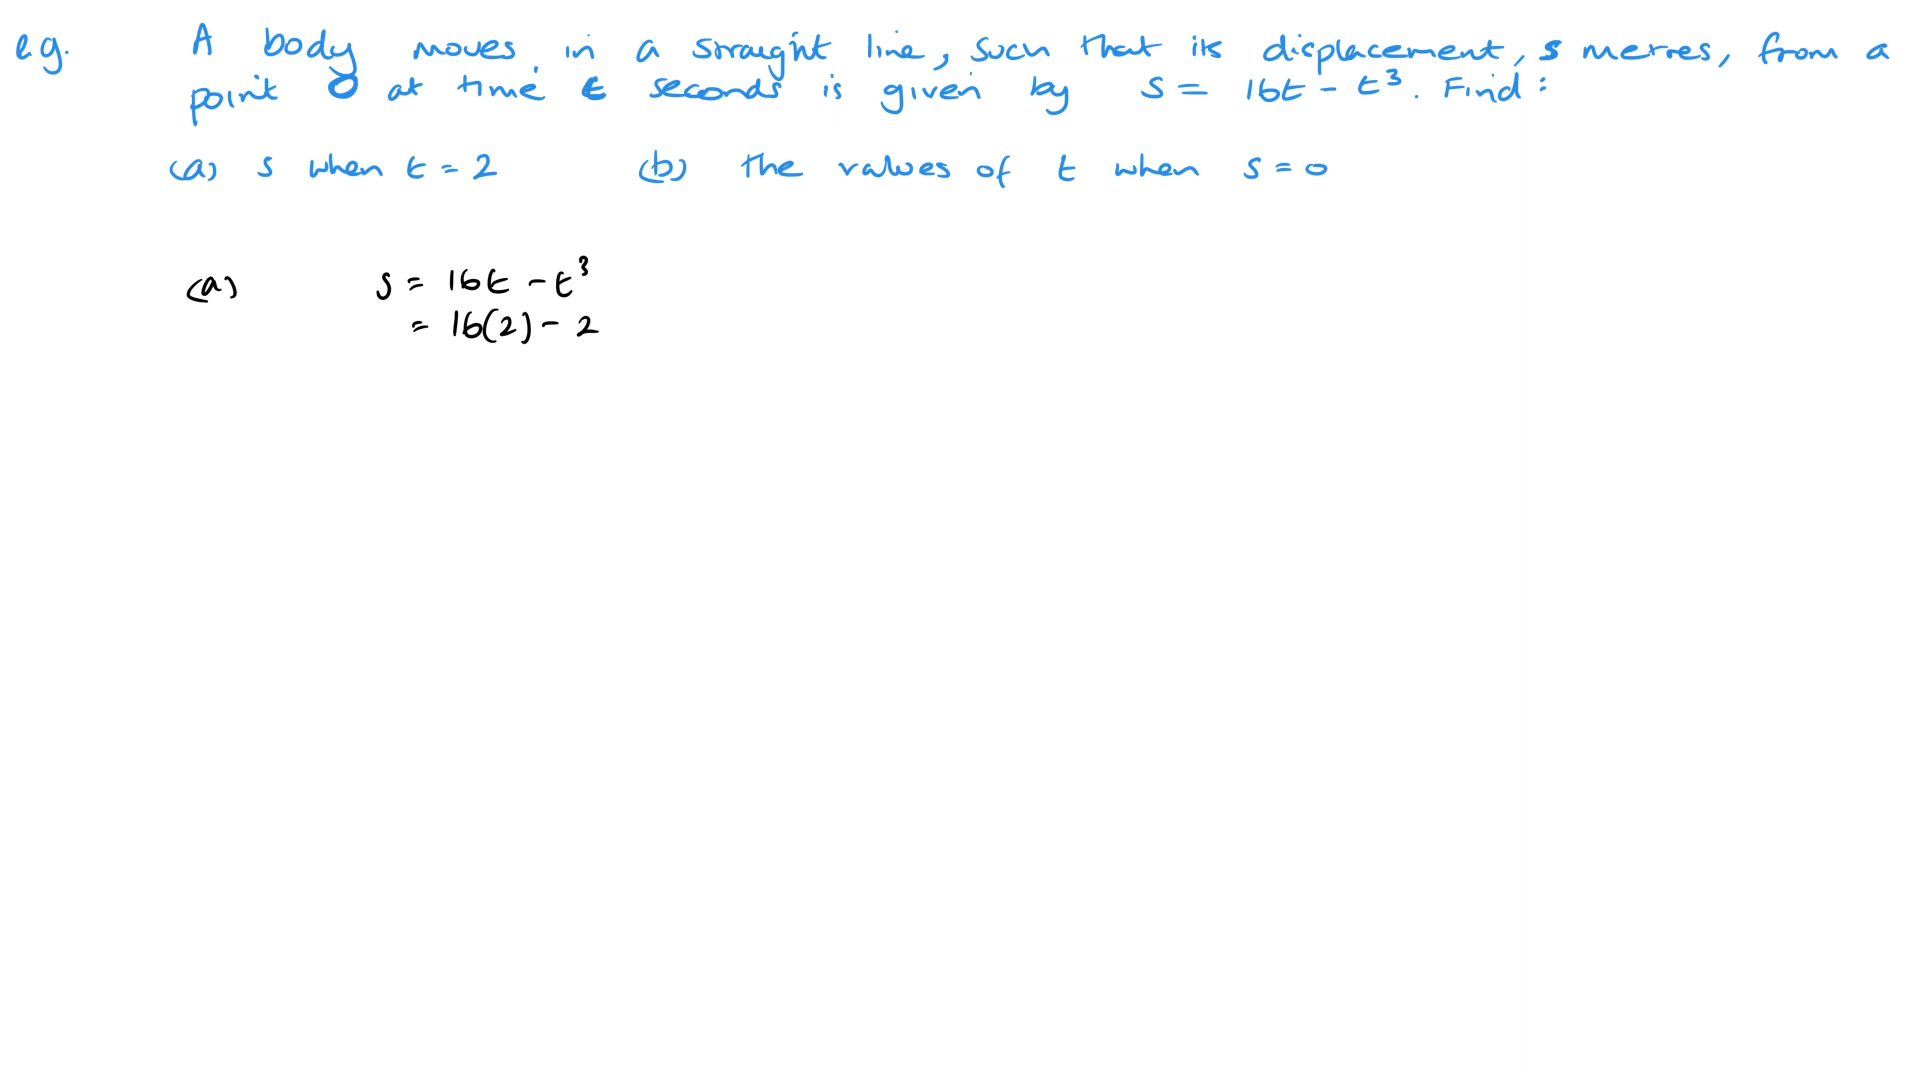 eg. A body moves in a straight line, such that its displacement, s metres, from a
point O at time t seconds is given by s = 16t - t³. Find:
(a) s when t = 2 (b) the values of t when s = 0
(a) s = 16t - t³
= 16(2) - 2